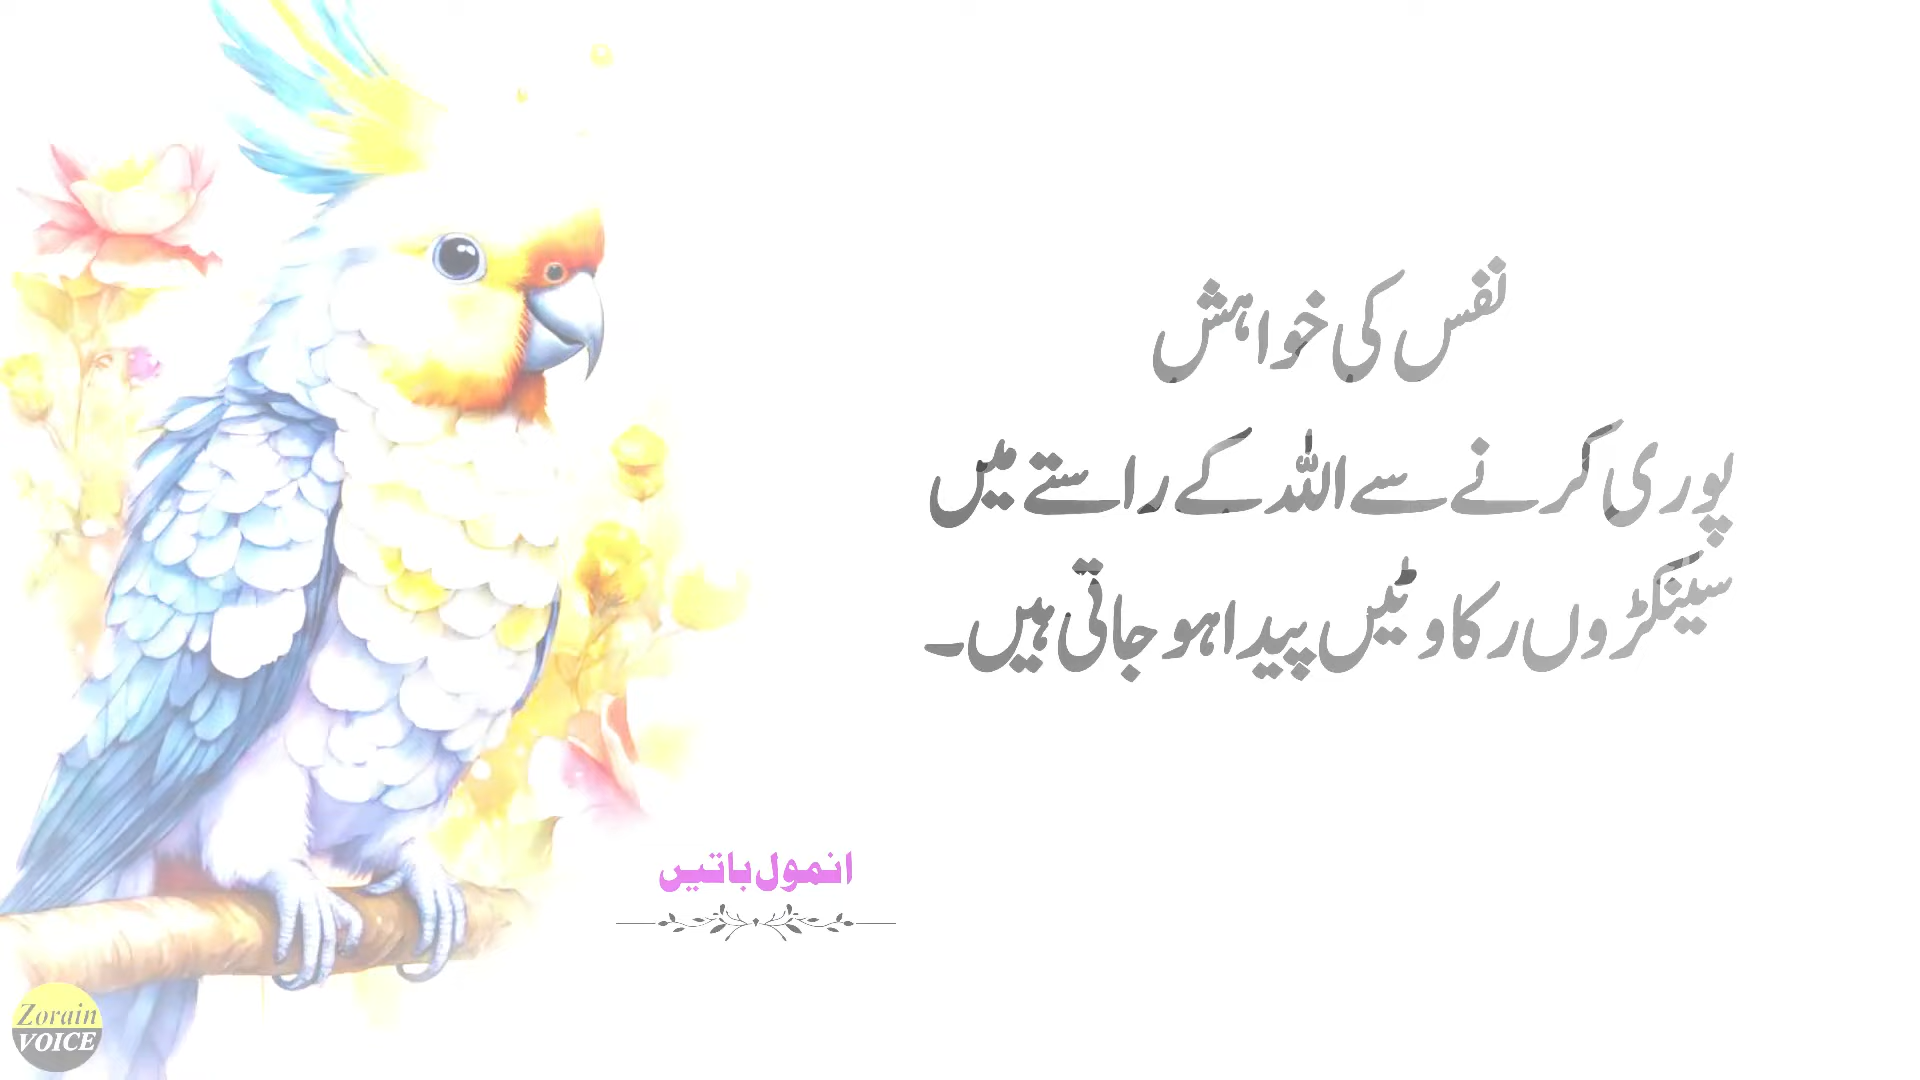 نفس کی خواہش
پوری کرنے سے اللہ کے راستے میں
سینکڑوں رکاوٹیں پیدا ہو جاتی ہیں۔
انمول باتیں
Zorain
VOICE